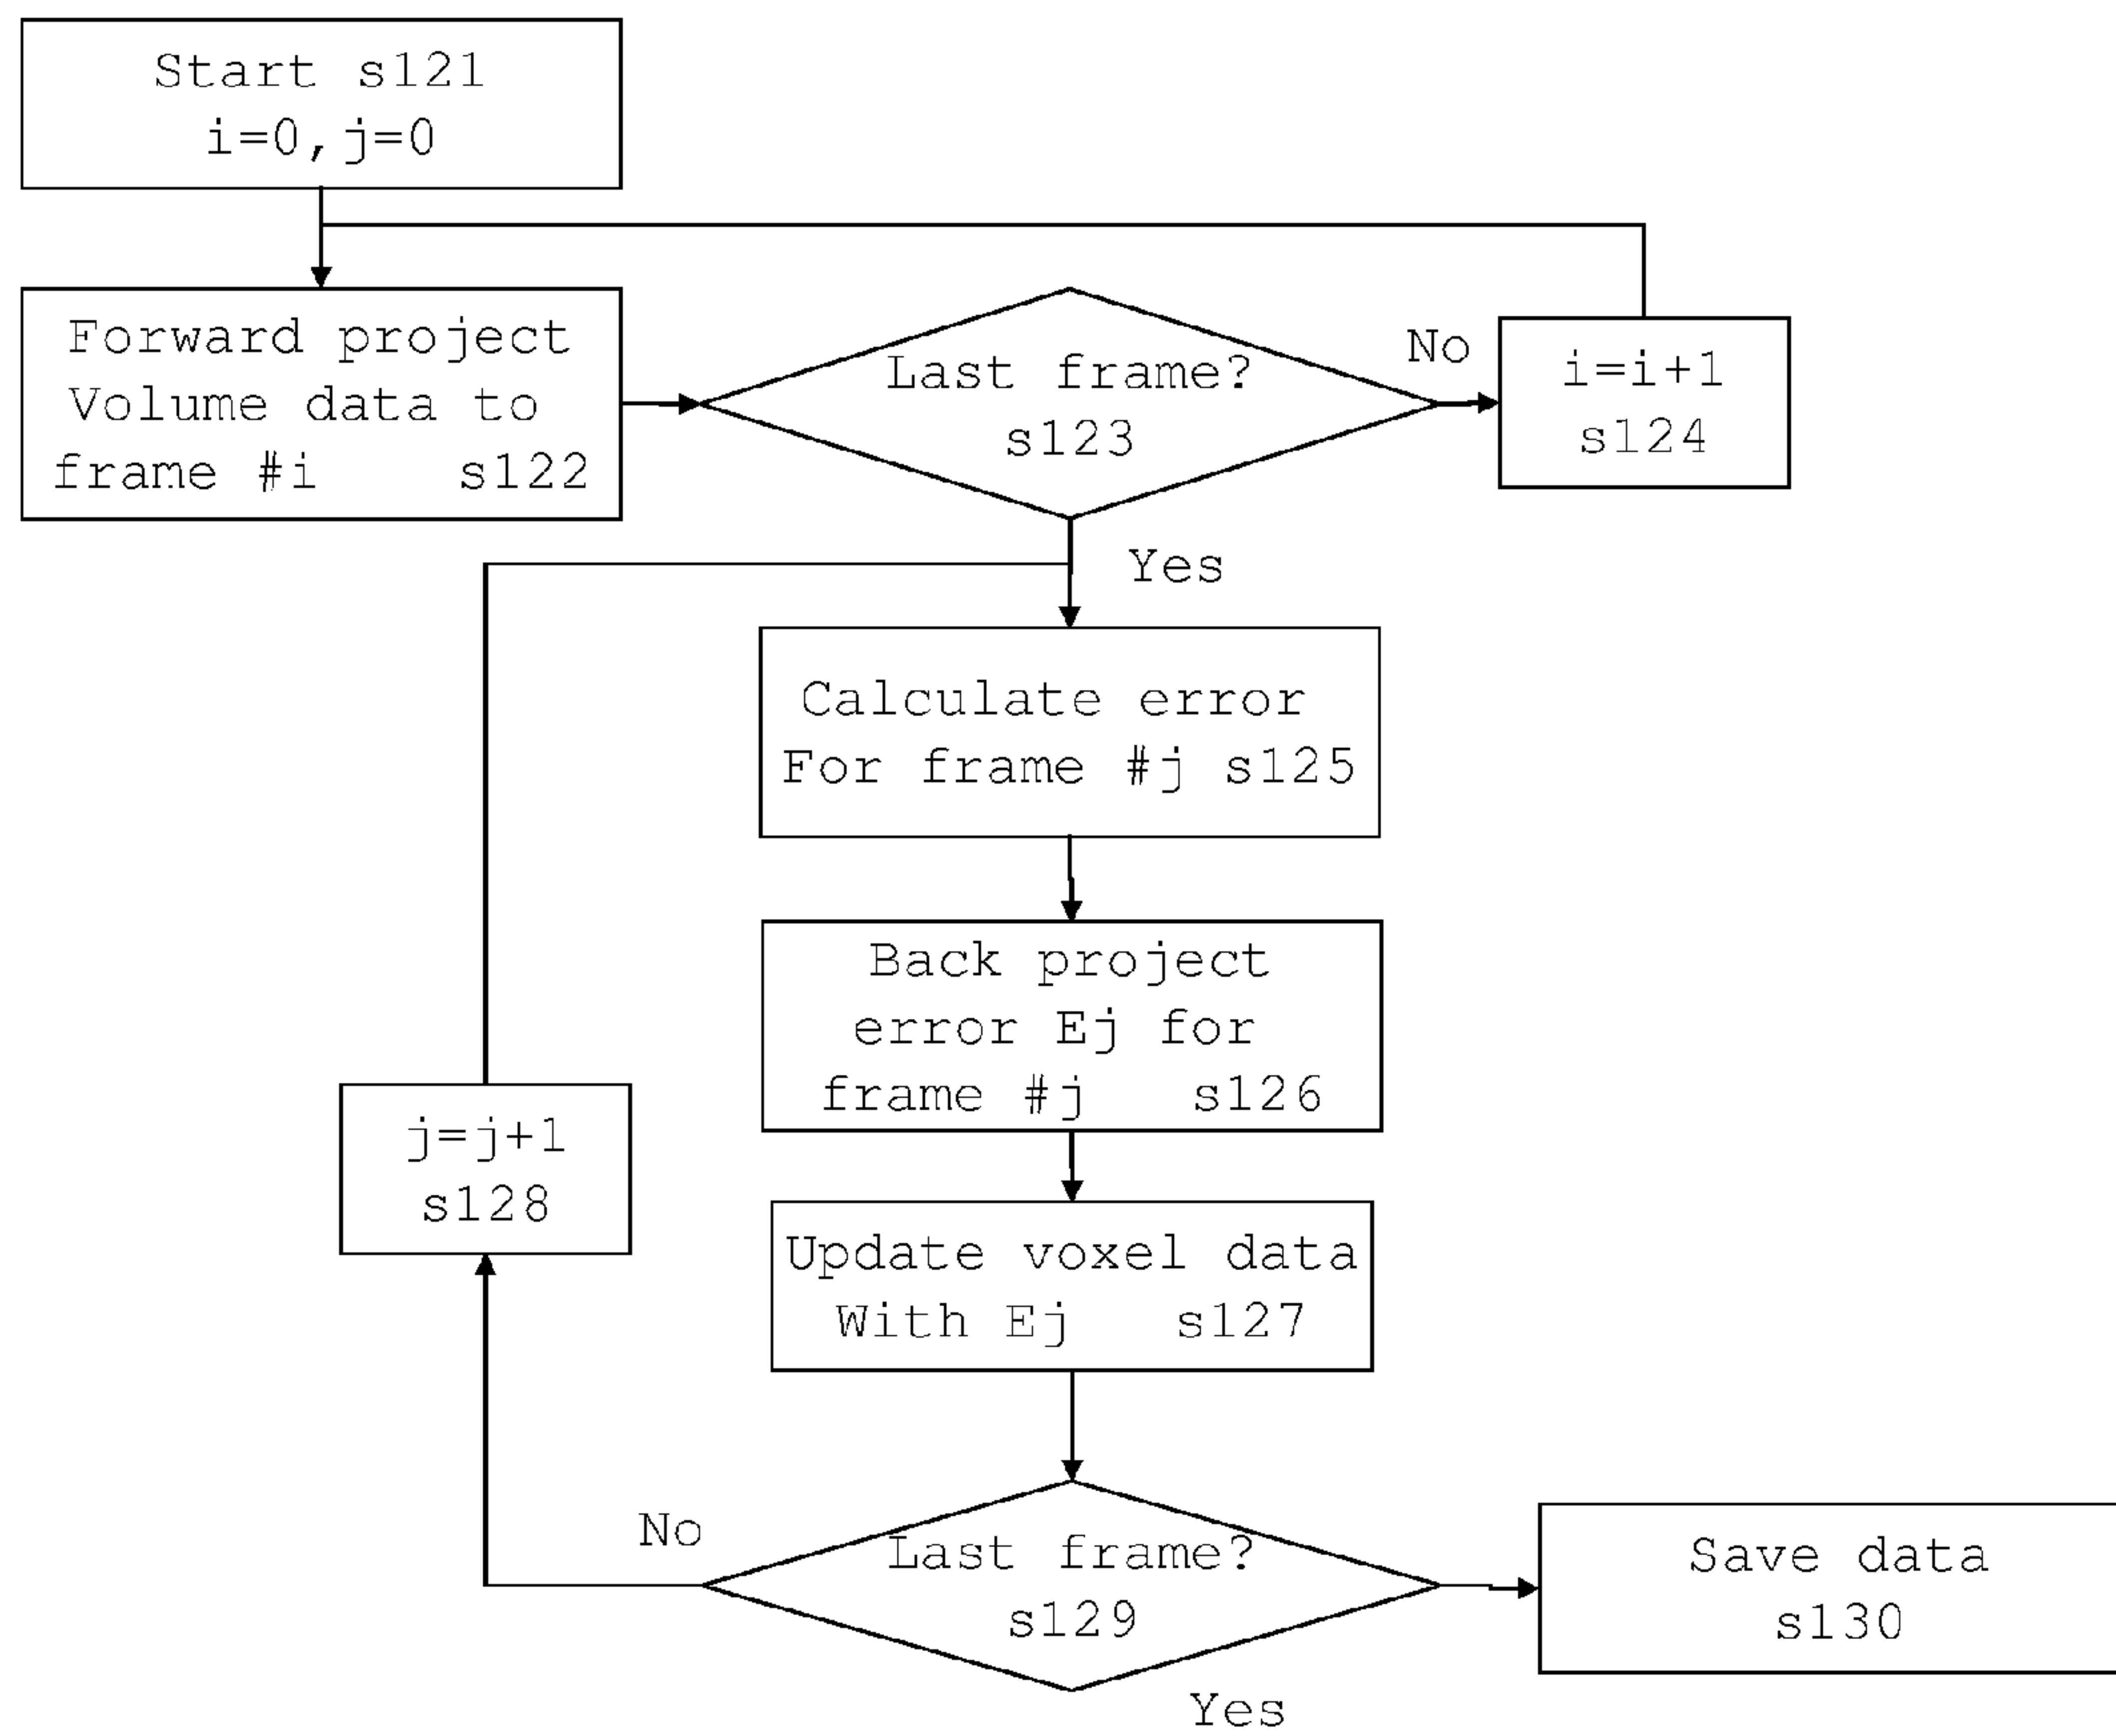 Start s121
i=0,j=0
Forward project
Volume data to
frame #i s122
Last frame?
s123
No
i=i+1
s124
Yes
Calculate error
For frame #j s125
Back project
error Ej for
frame #j s126
j=j+1
s128
Update voxel data
With Ej s127
No
Last frame?
s129
Yes
Save data
s130